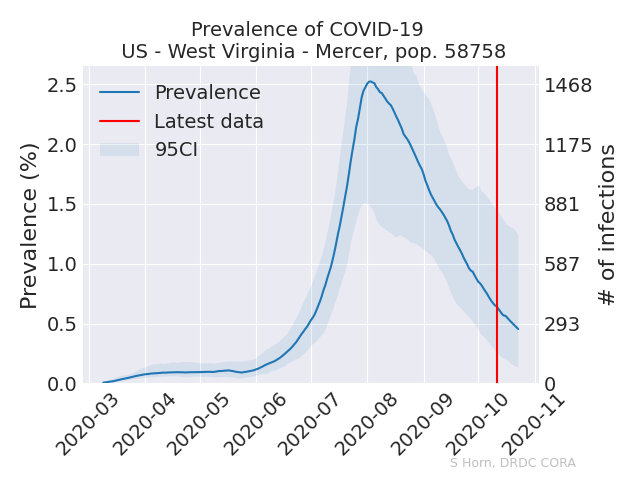 Prevalence of COVID-19
US - West Virginia - Mercer, pop. 58758
Prevalence
Latest data
95CI
Prevalence (%)
2.5
2.0
1.5
1.0
0.5
0.0
1468
1175
881
587
293
0
# of infections
2020-03
2020-04
2020-05
2020-06
2020-07
2020-08
2020-09
2020-10
2020-11
S Horn, DRDC CORA